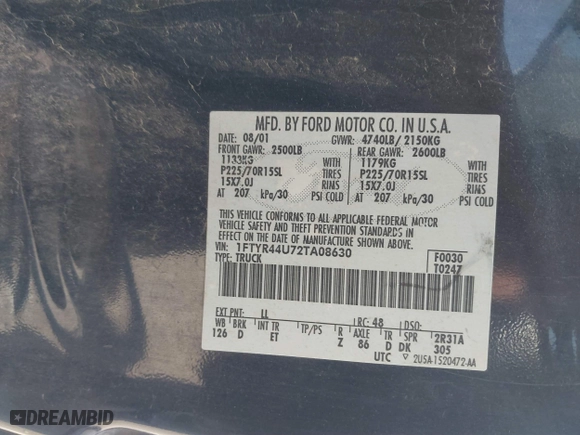 MFD. BY FORD MOTOR CO. IN U.S.A.
DATE: 08/01 GVWR: 4740LB/ 2150KG
FRONT GAWR: 2500LB REAR GAWR: 2600LB
1133KG WITH 1179KG WITH
P225/70R15SL TIRES P225/70R15SL TIRES
15X7.0J RIMS 15X7.0J RIMS
AT 207 kPa/30 PSI COLD AT 207 kPa/30 PSI COLD
THIS VEHICLE CONFORMS TO ALL APPLICABLE FEDERAL MOTOR
VEHICLE SAFETY AND THEFT PREVENTION STANDARDS IN
EFFECT ON THE DATE OF MANUFACTURE SHOWN ABOVE.
VIN: 1FTYR44U72TA08630 F0030
TYPE: TRUCK T0247
EXT PNT: LL RC: 48 DSO:
WB BRK INT TR TP/PS R AXLE TR SPR 2R31A
126 D ET Z 86 D DK 305
UTC 2USA-1520472-AA
DREAMBID